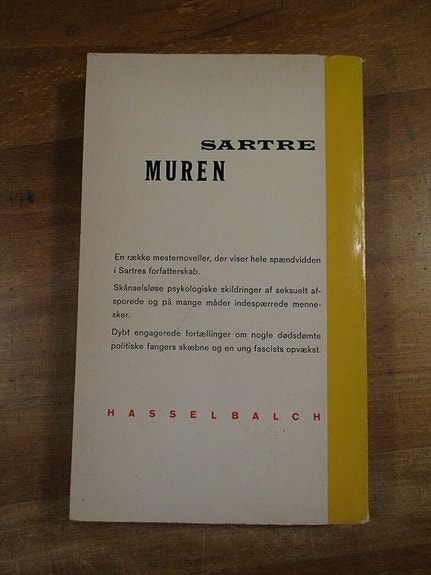 SARTRE
MUREN
En række mesternoveller, der viser hele spændvidden
i Sartres forfatterskab.
Skånselsløse psykologiske skildringer af seksuelt af-
sporede og på mange måder indespærrede menne-
sker.
Dybt engagerede fortællinger om nogle dødsdømte
politiske fangers skæbne og en ung fascists opvækst.
HASSELBALCH